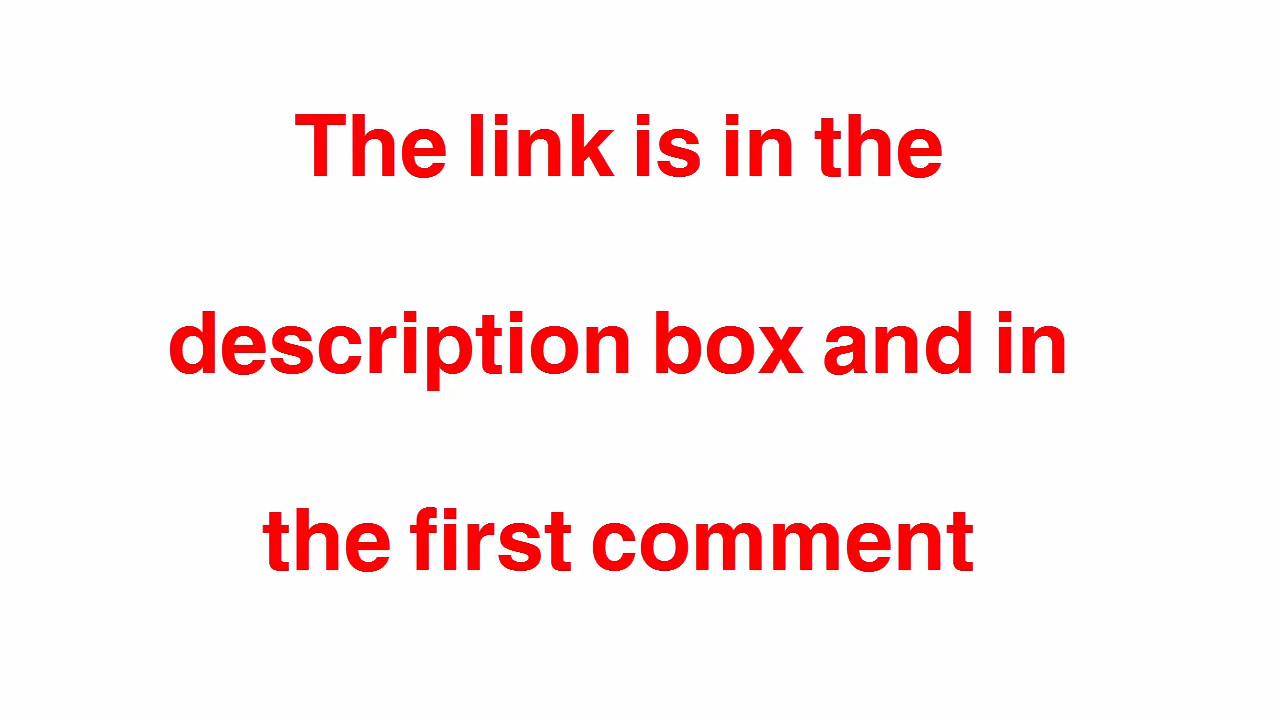 The link is in the
description box and in
the first comment